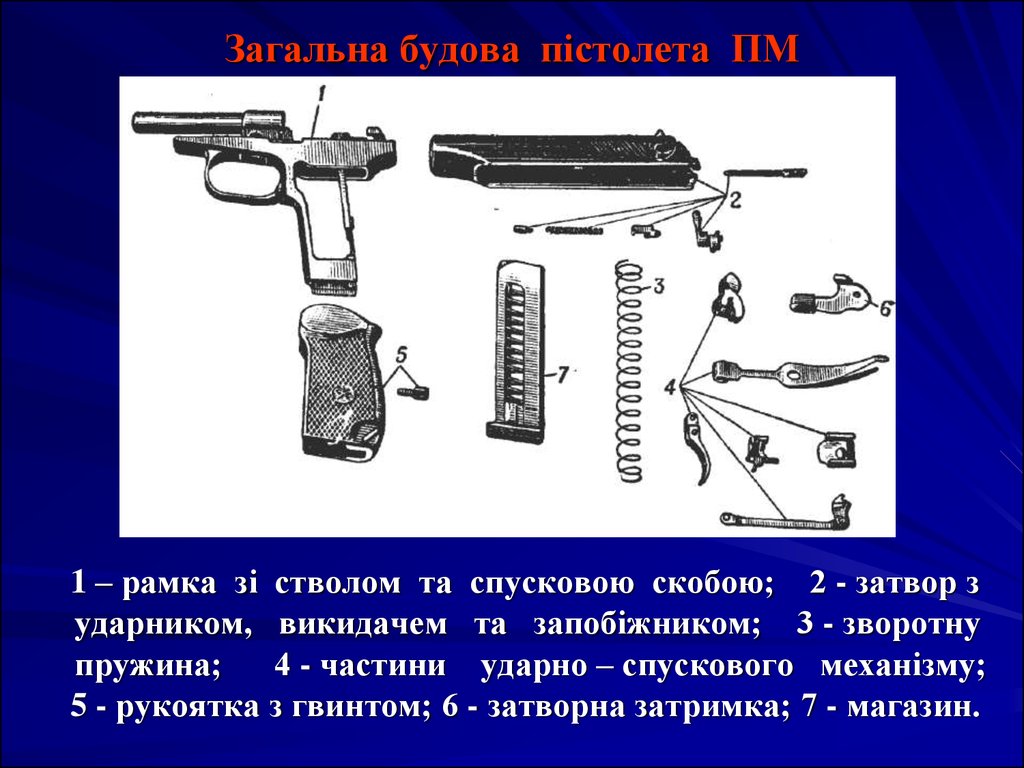 Загальна будова пістолета ПМ
1
2
3
6
5
7
4
1 – рамка зі стволом та спусковою скобою; 2 - затвор з
ударником, викидачем та запобіжником; 3 - зворотну
пружина; 4 - частини ударно – спускового механізму;
5 - рукоятка з гвинтом; 6 - затворна затримка; 7 - магазин.